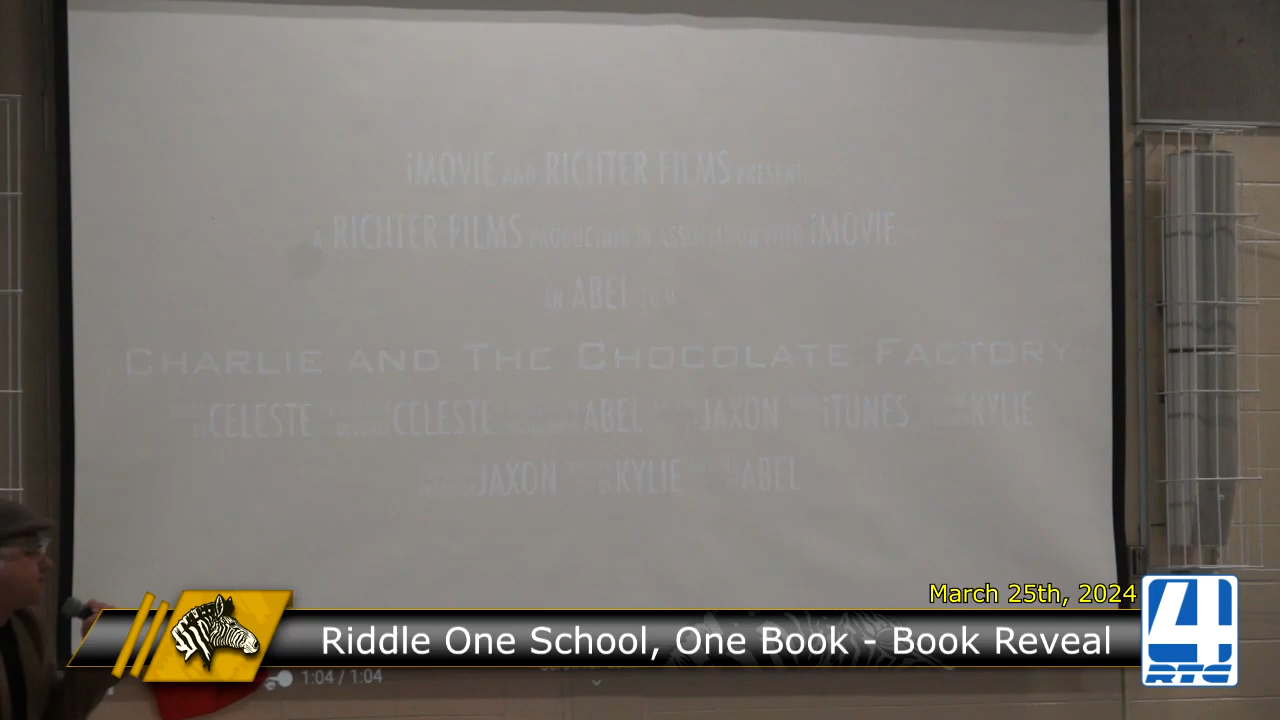 iMOVIE AND RICHTER FILMS PRESENT
A RICHTER FILMS PRODUCTION IN ASSOCIATION WITH iMOVIE
AN ABEL FILM
CHARLIE AND THE CHOCOLATE FACTORY
CELESTE CELESTE ABEL JAXON iTUNES KYLIE
JAXON KYLIE ABEL
March 25th, 2024
Riddle One School, One Book - Book Reveal
4
RTC
1:04 / 1:04